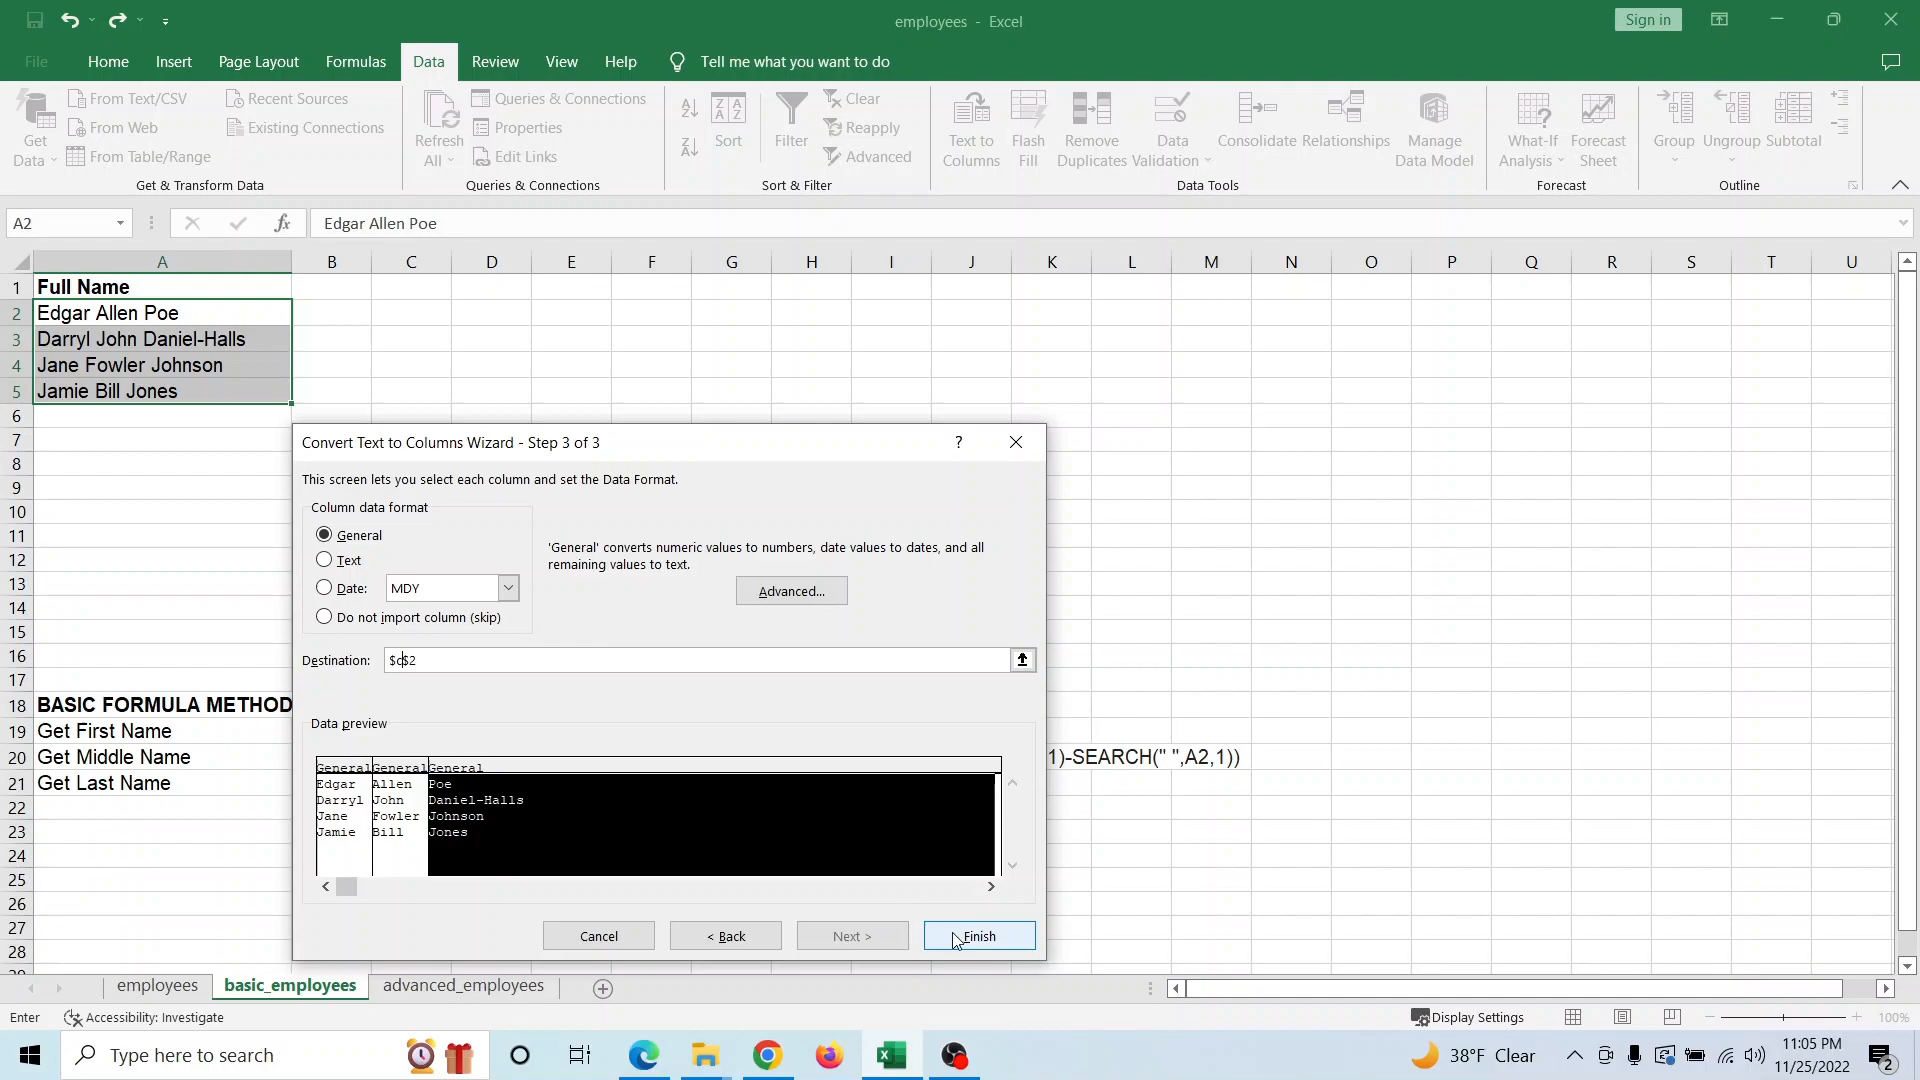 employees - Excel
Sign in
File Home Insert Page Layout Formulas Data Review View Help Tell me what you want to do
Get Data
From Text/CSV
From Web
From Table/Range
Recent Sources
Existing Connections
Get & Transform Data
Refresh All
Queries & Connections
Properties
Edit Links
Queries & Connections
Sort
Filter
Clear
Reapply
Advanced
Sort & Filter
Text to Columns
Flash Fill
Remove Duplicates
Data Validation
Consolidate
Relationships
Manage Data Model
Data Tools
What-If Analysis
Forecast Sheet
Forecast
Group
Ungroup
Subtotal
Outline
A2
fx
Edgar Allen Poe
A B C D E F G H I J K L M N O P Q R S T U
1 Full Name
2 Edgar Allen Poe
3 Darryl John Daniel-Halls
4 Jane Fowler Johnson
5 Jamie Bill Jones
6
7
8
9
10
11
12
13
14
15
16
17
18 BASIC FORMULA METHOD
19 Get First Name
20 Get Middle Name 1)-SEARCH(" ",A2,1))
21 Get Last Name
22
23
24
25
26
27
28
Convert Text to Columns Wizard - Step 3 of 3
?
This screen lets you select each column and set the Data Format.
Column data format
General
Text
Date: MDY
Do not import column (skip)
'General' converts numeric values to numbers, date values to dates, and all
remaining values to text.
Advanced...
Destination: $c$2
Data preview
General General General
Edgar Allen Poe
Darryl John Daniel-Halls
Jane Fowler Johnson
Jamie Bill Jones
Cancel < Back Next > Finish
employees basic_employees advanced_employees
Enter Accessibility: Investigate Display Settings 100%
Type here to search
38°F Clear
11:05 PM
11/25/2022
2